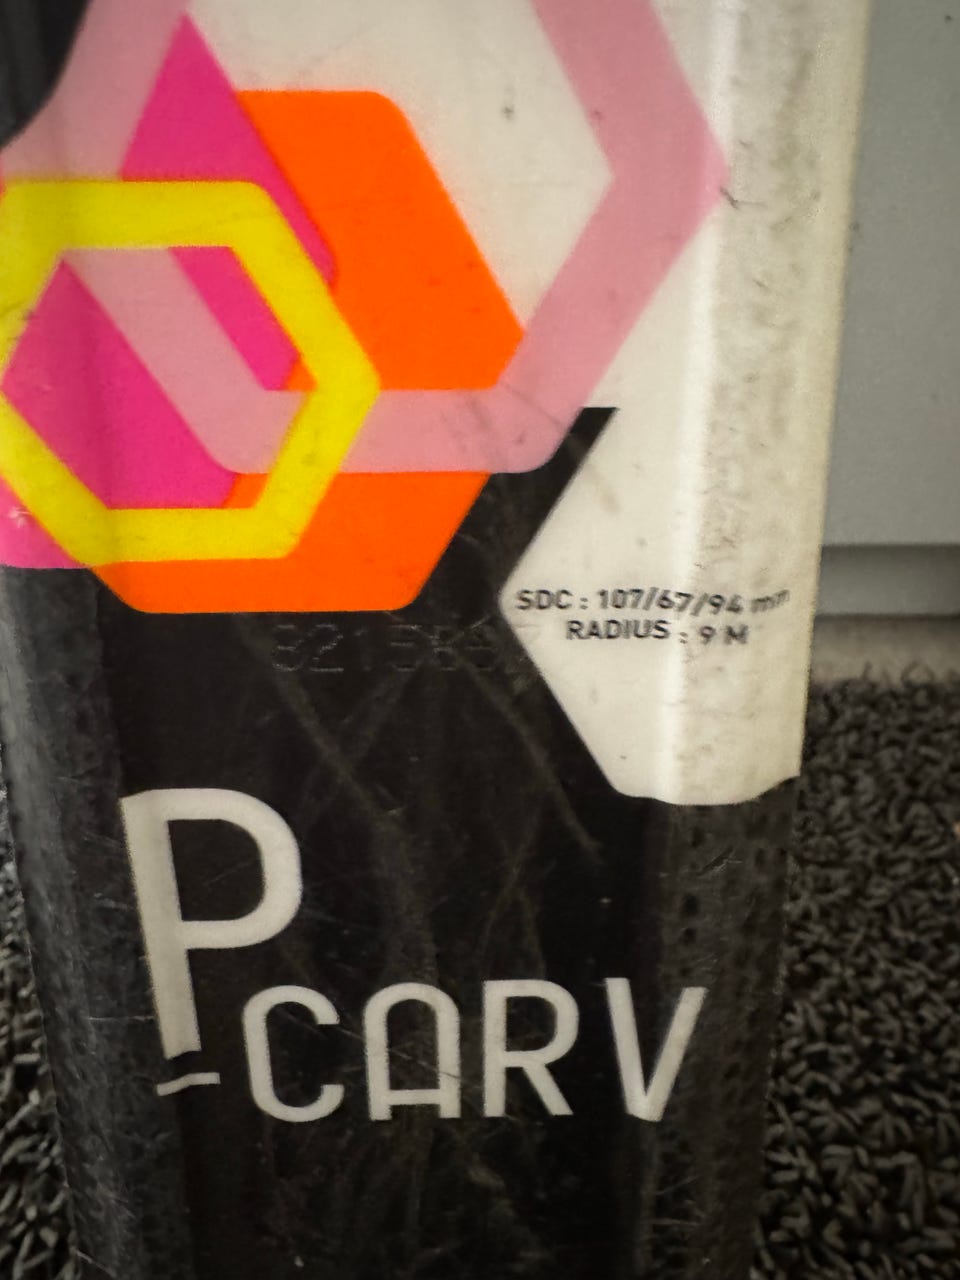 SDC : 107/67/94 mm
RADIUS : 9 M
P
CARV